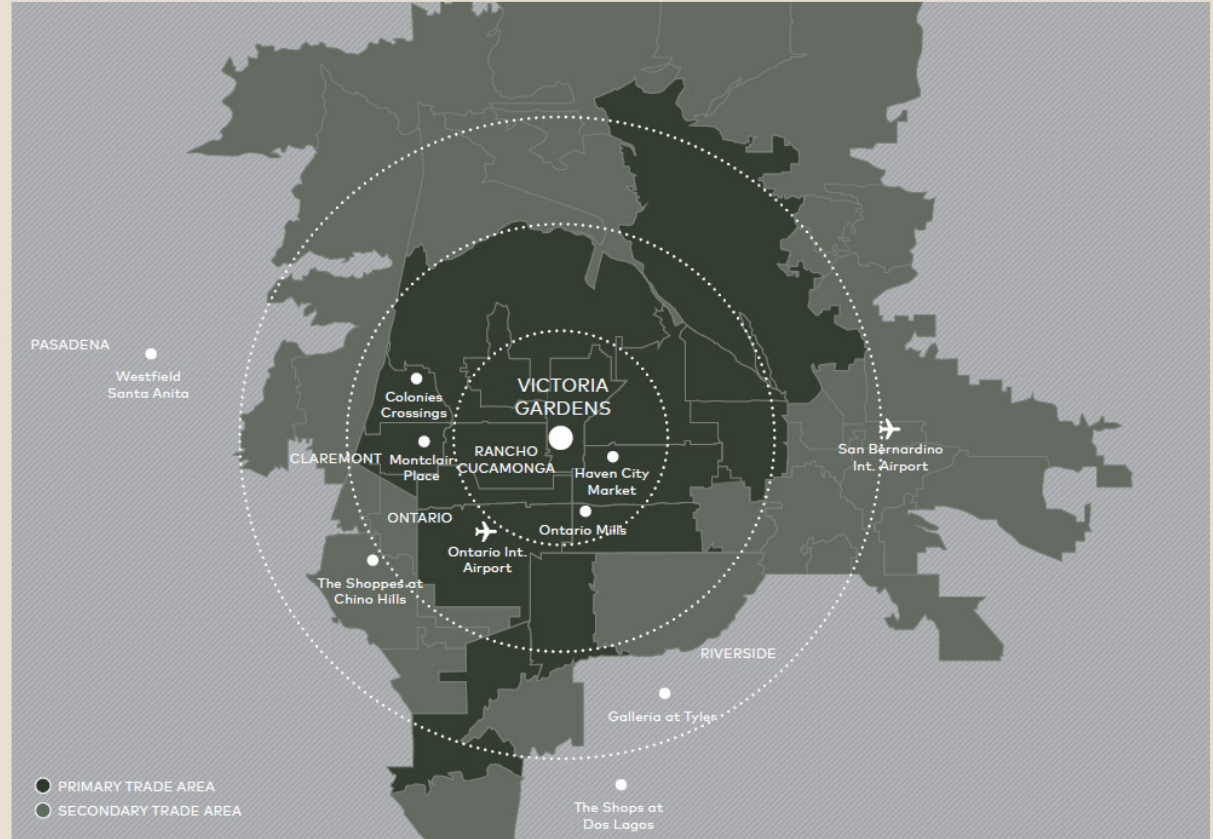 PASADENA
Westfield
Santa Anita
Colonies
Crossings
VICTORIA
GARDENS
CLAREMONT
Montclair
Place
RANCHO
CUCAMONGA
Haven City
Market
San Bernardino
Int. Airport
ONTARIO
Ontario Mills
Ontario Int.
Airport
The Shoppes at
Chino Hills
RIVERSIDE
Galleria at Tyler
The Shops at
Dos Lagos
PRIMARY TRADE AREA
SECONDARY TRADE AREA